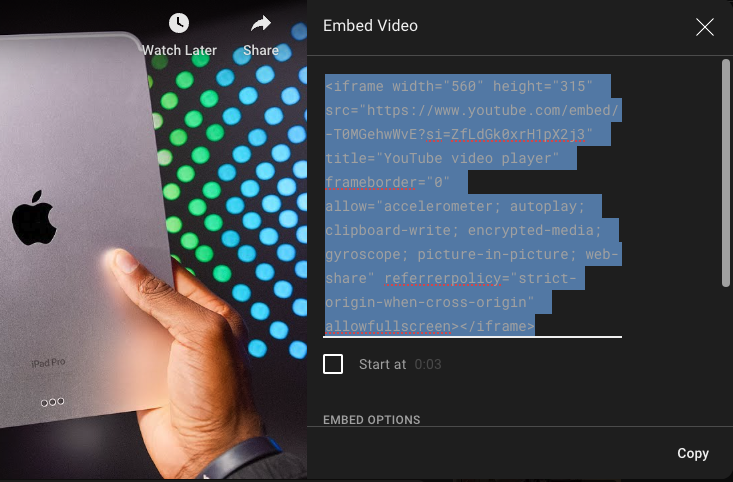 Watch Later
Share
Embed Video
<iframe width="560" height="315"
src="https://www.youtube.com/embed/
-T0MGehwWvE?si=ZfLdGk0xrH1pX2j3"
title="YouTube video player"
frameborder="0"
allow="accelerometer; autoplay;
clipboard-write; encrypted-media;
gyroscope; picture-in-picture; web-
share" referrerpolicy="strict-
origin-when-cross-origin"
allowfullscreen></iframe>
Start at 0:03
EMBED OPTIONS
Copy
iPad Pro